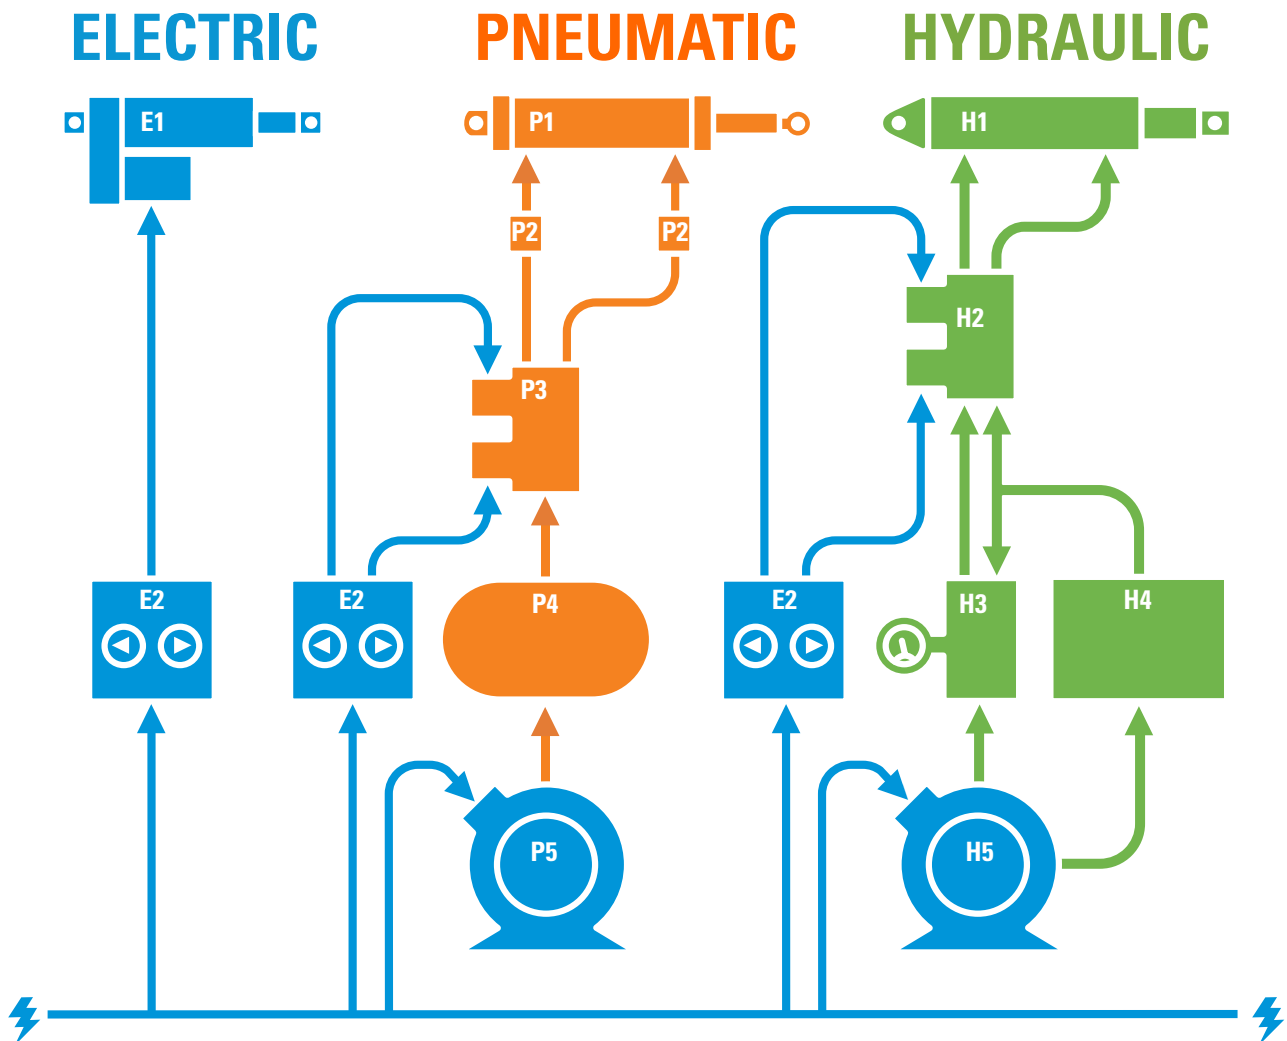 ELECTRIC PNEUMATIC HYDRAULIC
E1 P1 H1
P2 P2
H2
P3
E2 E2 P4 E2 H3 H4
P5 H5